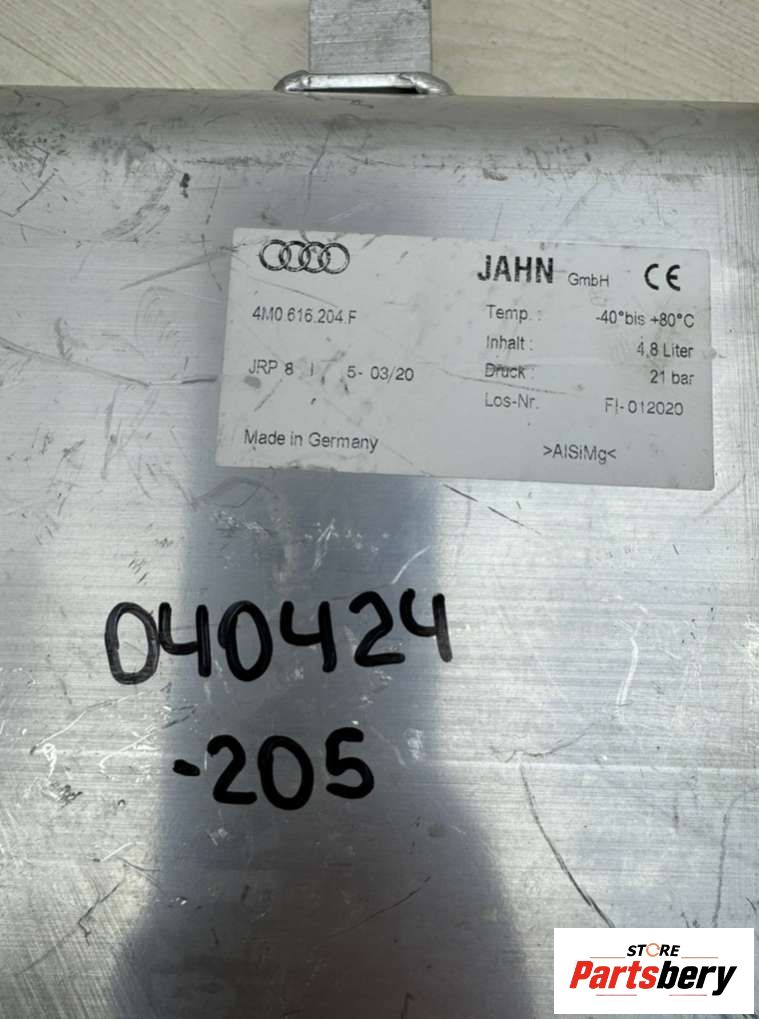 4M0 616.204.F
JRP 8 I 5- 03/20
Made in Germany
JAHN GmbH CE
Temp. : -40°bis +80°C
Inhalt : 4,8 Liter
Druck : 21 bar
Los-Nr. FI-012020
>AlSiMg<
040424
-205
STORE
Partsbery